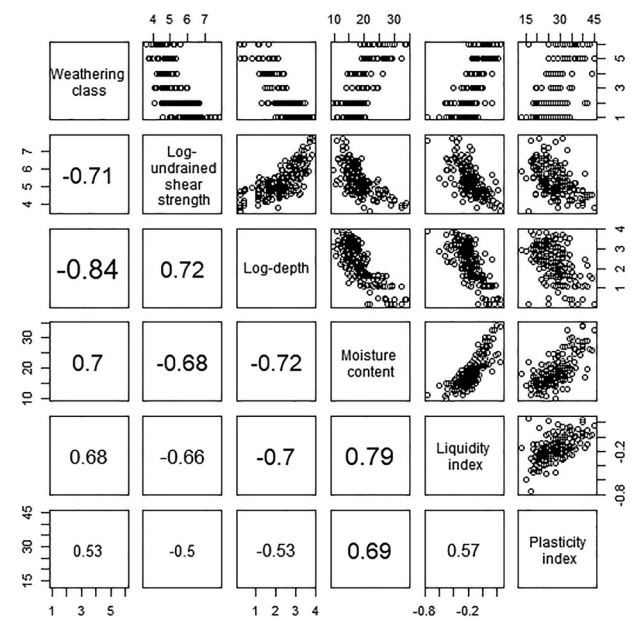 4 5 6 7 10 20 30 15 30 45
Weathering
class
1 3 5
-0.71
Log-
undrained
shear
strength
4 5 6 7
-0.84 0.72 Log-depth
1 2 3 4
0.7 -0.68 -0.72
Moisture
content
10 20 30
0.68 -0.66 -0.7 0.79
Liquidity
index
-0.8 -0.2
0.53 -0.5 -0.53 0.69 0.57
Plasticity
index
15 30 45
1 3 5 1 2 3 4 -0.8 -0.2